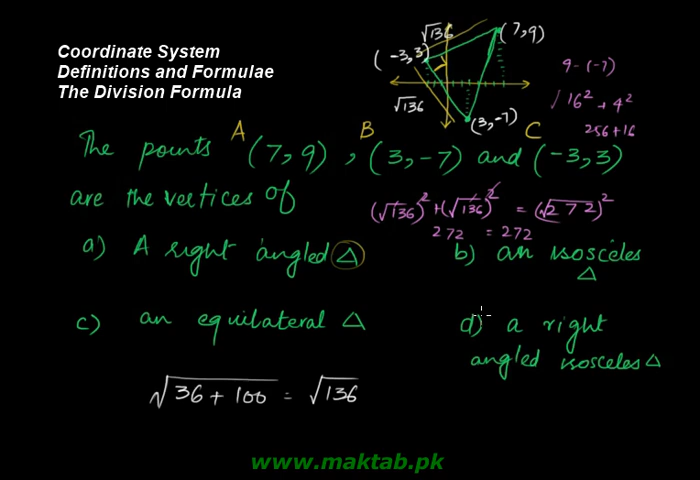 Coordinate System
Definitions and Formulae
The Division Formula
√136
(7,9)
(-3,3)
√136
(3,-7)
9-(-7)
√16² + 4²
256+16
A B C
The points (7,9) , (3,-7) and (-3,3)
are the vertices of
(√136)² + (√136)² = (√272)²
272 = 272
a) A right angled △
b) an isosceles △
c) an equilateral △
d) a right
angled isosceles △
√36 + 100 = √136
www.maktab.pk